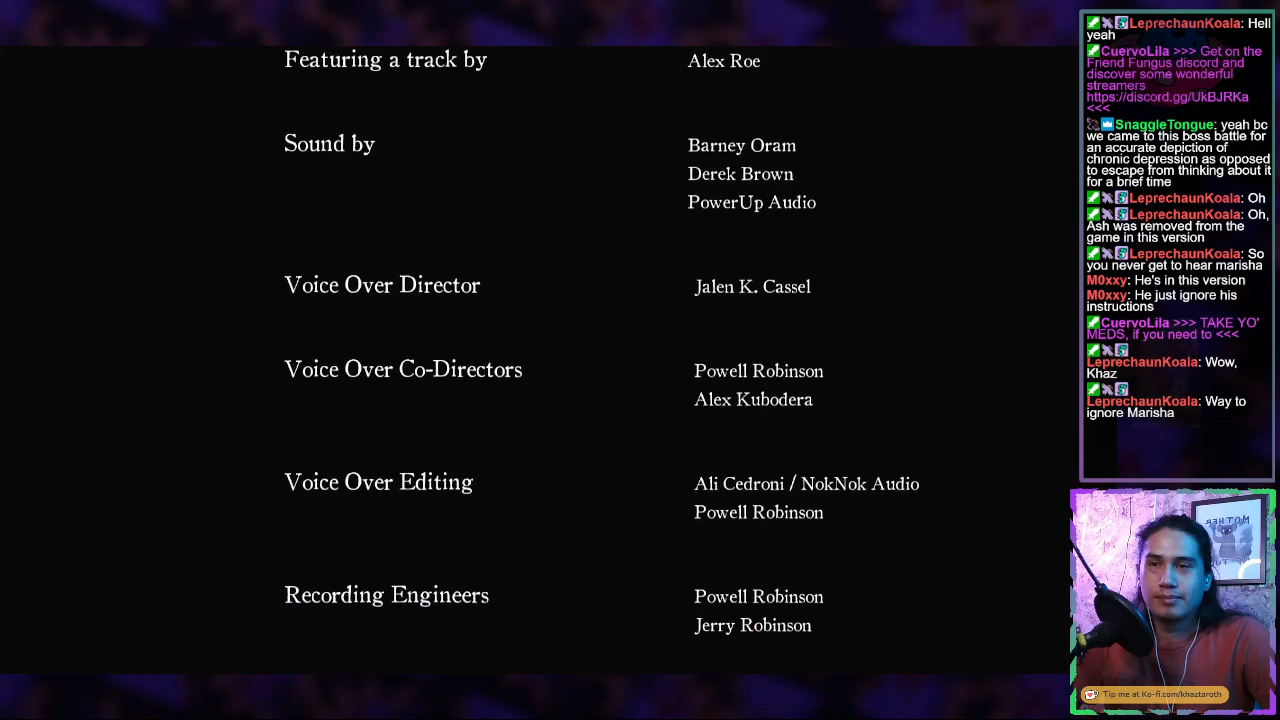 Featuring a track by
Alex Roe
Sound by
Barney Oram
Derek Brown
PowerUp Audio
Voice Over Director
Jalen K. Cassel
Voice Over Co-Directors
Powell Robinson
Alex Kubodera
Voice Over Editing
Ali Cedroni / NokNok Audio
Powell Robinson
Recording Engineers
Powell Robinson
Jerry Robinson
LeprechaunKoala: Hell
yeah
CuervoLila >>> Get on the
Friend Fungus discord and
discover some wonderful
streamers
https://discord.gg/UkBJRKa
<<<
SnaggleTongue: yeah bc
we came to this boss battle for
an accurate depiction of
chronic depression as opposed
to escape from thinking about it
for a brief time
LeprechaunKoala: Oh
LeprechaunKoala: Oh,
Ash was removed from the
game in this version
LeprechaunKoala: So
you never get to hear marisha
M0xxy: He's in this version
M0xxy: He just ignore his
instructions
CuervoLila >>> TAKE YO'
MEDS, if you need to <<<
LeprechaunKoala: Wow,
Khaz
LeprechaunKoala: Way to
ignore Marisha
MOTHER
Tip me at Ko-fi.com/khaztaroth